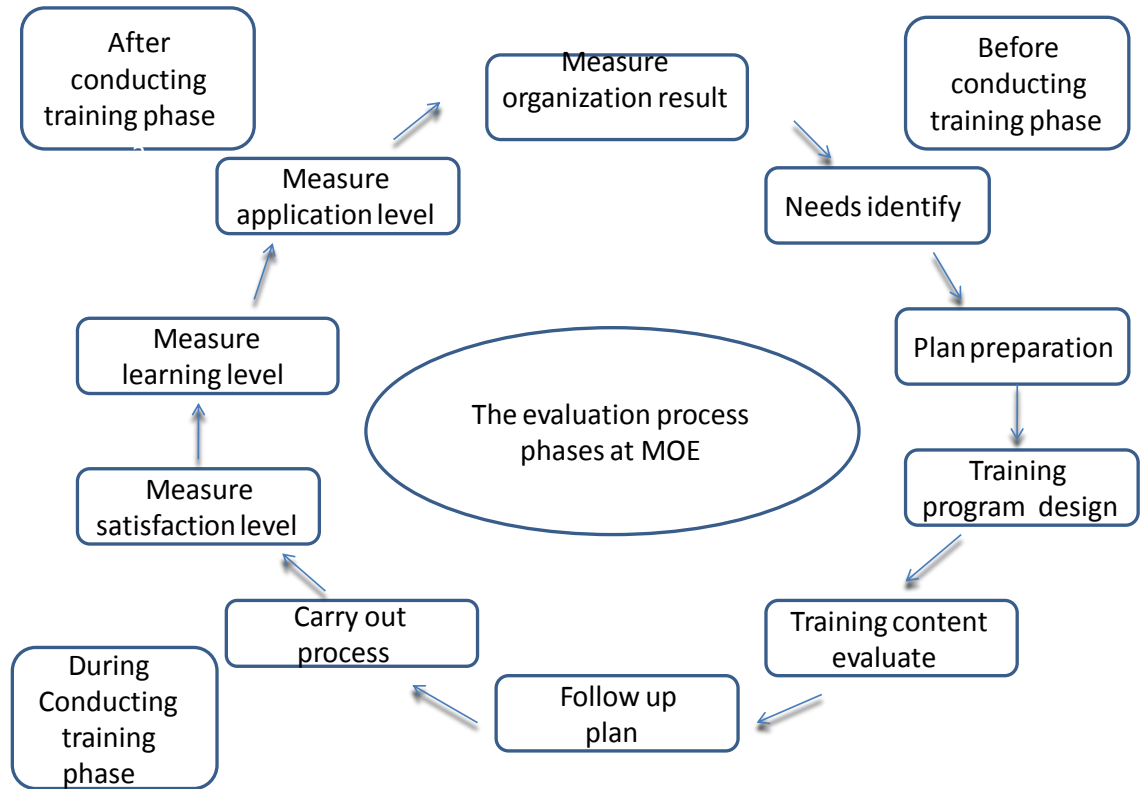 After
conducting
training phase
Measure
organization result
Before
conducting
training phase
Measure
application level
Needs identify
Measure
learning level
Plan preparation
The evaluation process
phases at MOE
Measure
satisfaction level
Training
program design
Carry out
process
Training content
evaluate
During
Conducting
training
phase
Follow up
plan